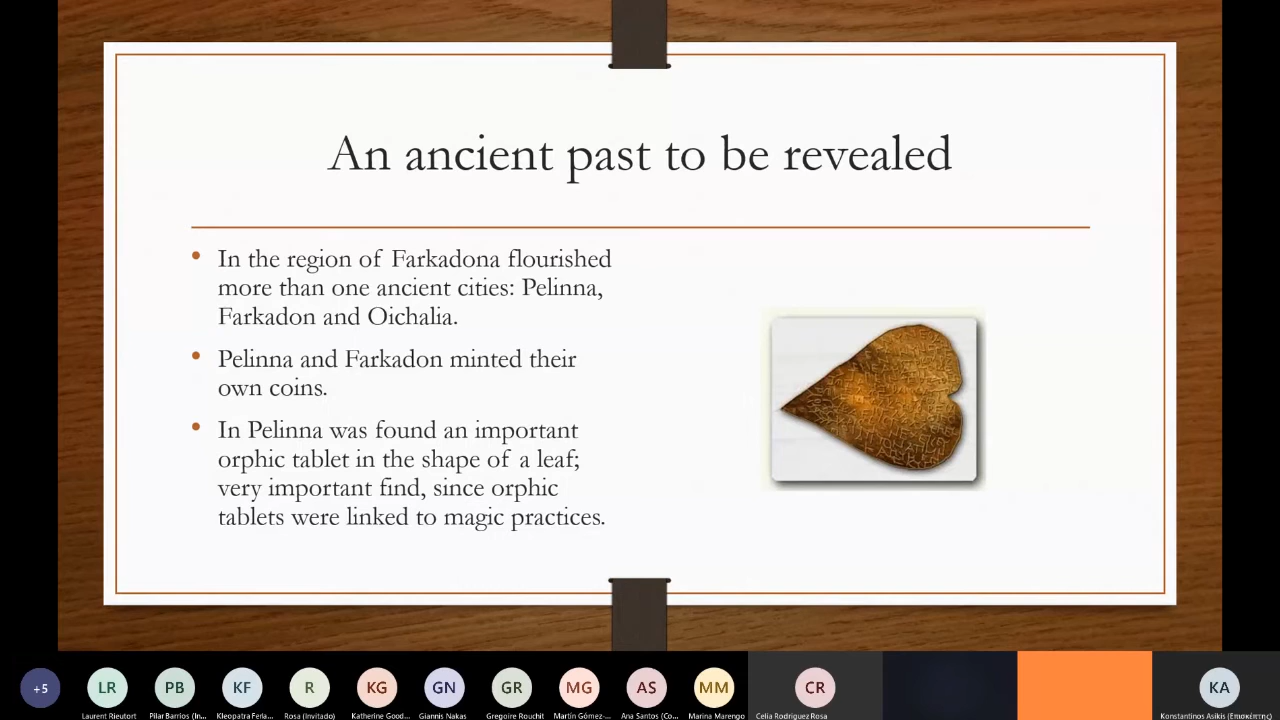 An ancient past to be revealed
• In the region of Farkadona flourished
more than one ancient cities: Pelinna,
Farkadon and Oichalia.
• Pelinna and Farkadon minted their
own coins.
• In Pelinna was found an important
orphic tablet in the shape of a leaf;
very important find, since orphic
tablets were linked to magic practices.
+5 LR PB KF R KG GN GR MG AS MM CR KA
Laurent Rieutort Pilar Barrios (In... Kleopatra Ferla... Rosa (Invitado) Katherine Good... Giannis Nakas Gregoire Rouchit Martín Gómez-... Ana Santos (Co... Marina Marengo Celia Rodriguez Rosa Konstantinos Asikis (Επισκέπτης)